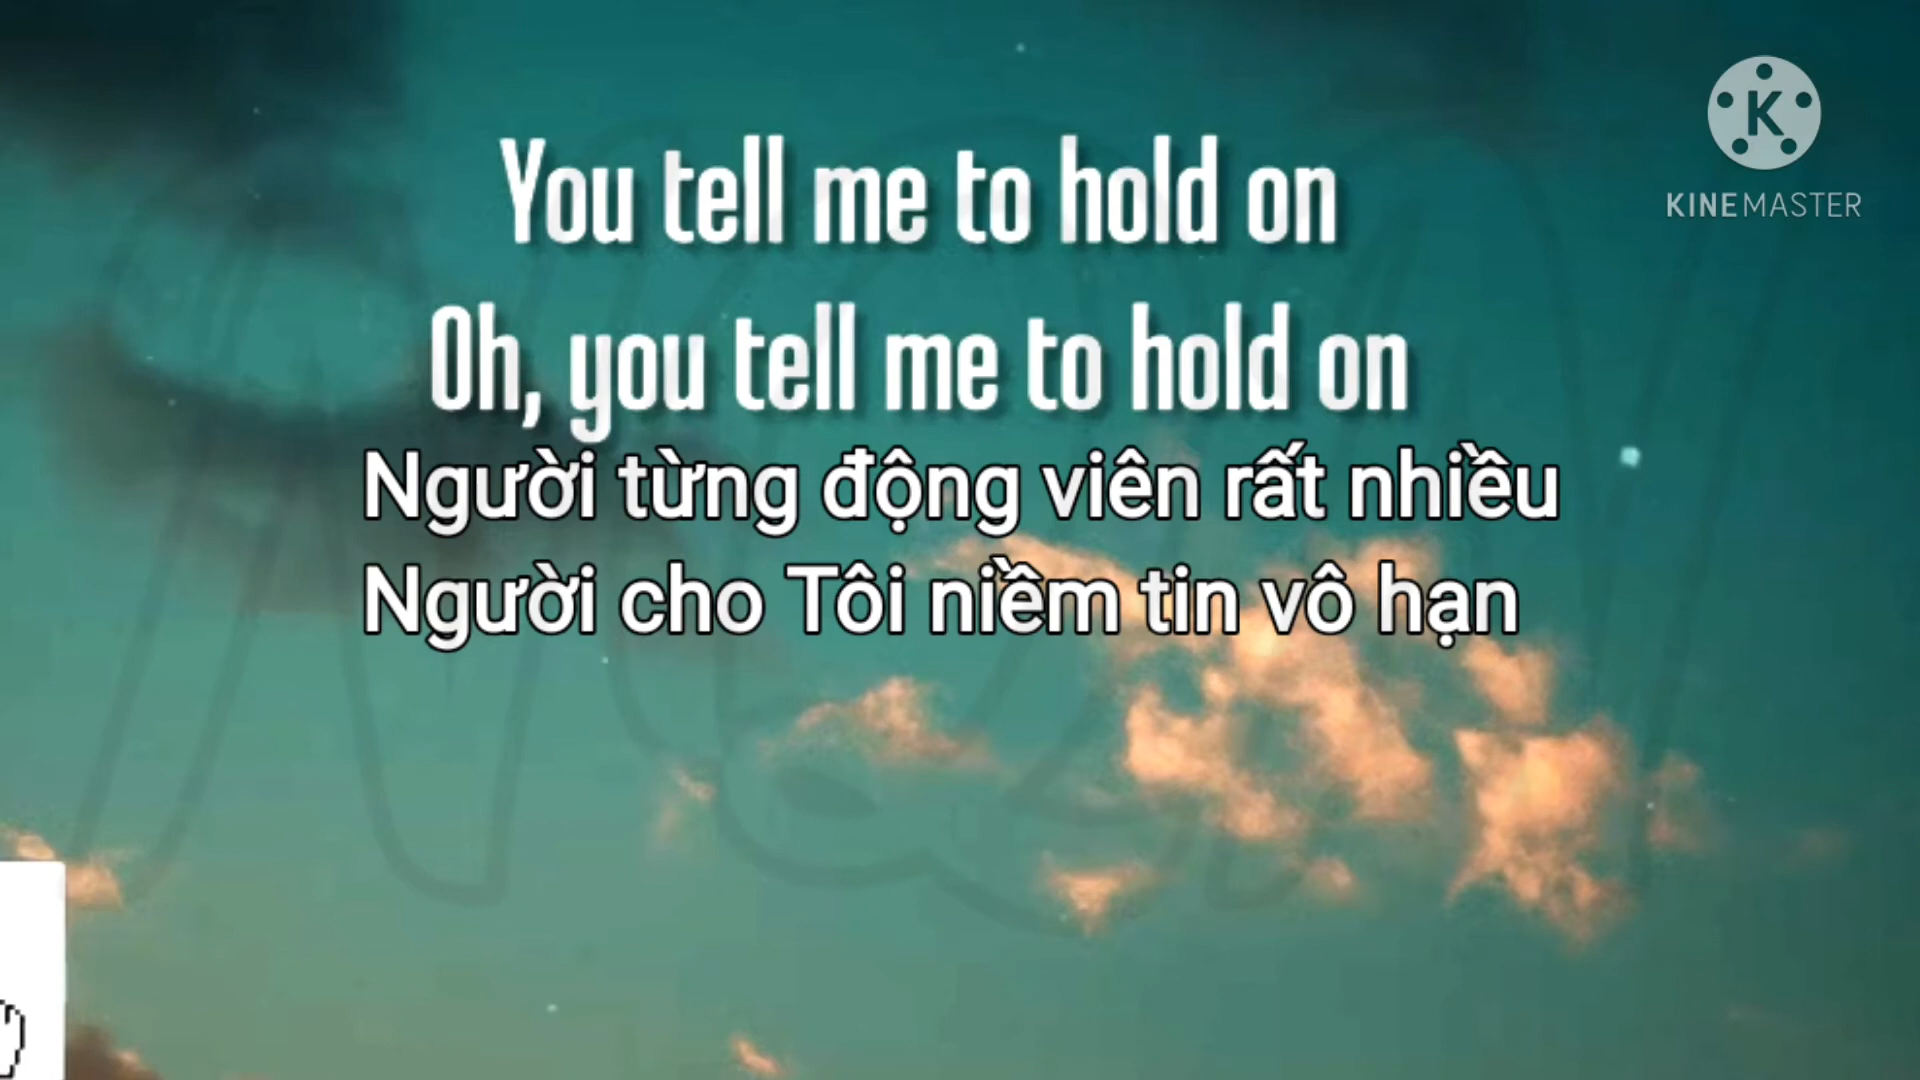 You tell me to hold on
Oh, you tell me to hold on
Người từng động viên rất nhiều
Người cho Tôi niềm tin vô hạn
K
KINEMASTER